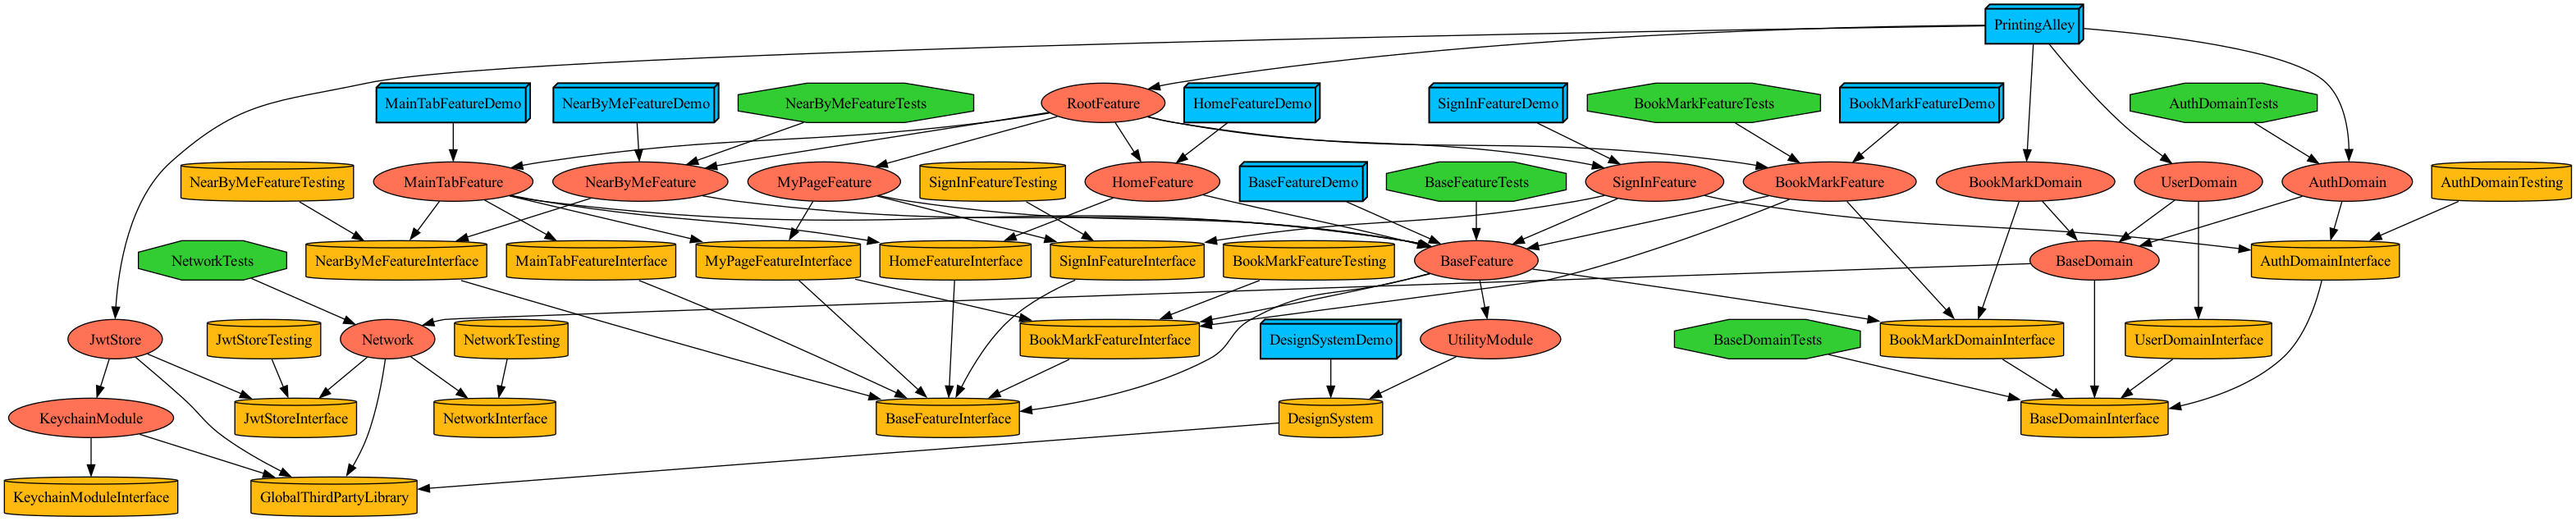 PrintingAlley
MainTabFeatureDemo
NearByMeFeatureDemo
NearByMeFeatureTests
RootFeature
HomeFeatureDemo
SignInFeatureDemo
BookMarkFeatureTests
BookMarkFeatureDemo
AuthDomainTests
NearByMeFeatureTesting
MainTabFeature
NearByMeFeature
MyPageFeature
SignInFeatureTesting
HomeFeature
BaseFeatureDemo
BaseFeatureTests
SignInFeature
BookMarkFeature
BookMarkDomain
UserDomain
AuthDomain
AuthDomainTesting
NetworkTests
NearByMeFeatureInterface
MainTabFeatureInterface
MyPageFeatureInterface
HomeFeatureInterface
SignInFeatureInterface
BookMarkFeatureTesting
BaseFeature
BaseDomain
AuthDomainInterface
JwtStore
JwtStoreTesting
Network
NetworkTesting
BookMarkFeatureInterface
DesignSystemDemo
UtilityModule
BaseDomainTests
BookMarkDomainInterface
UserDomainInterface
KeychainModule
JwtStoreInterface
NetworkInterface
BaseFeatureInterface
DesignSystem
BaseDomainInterface
KeychainModuleInterface
GlobalThirdPartyLibrary